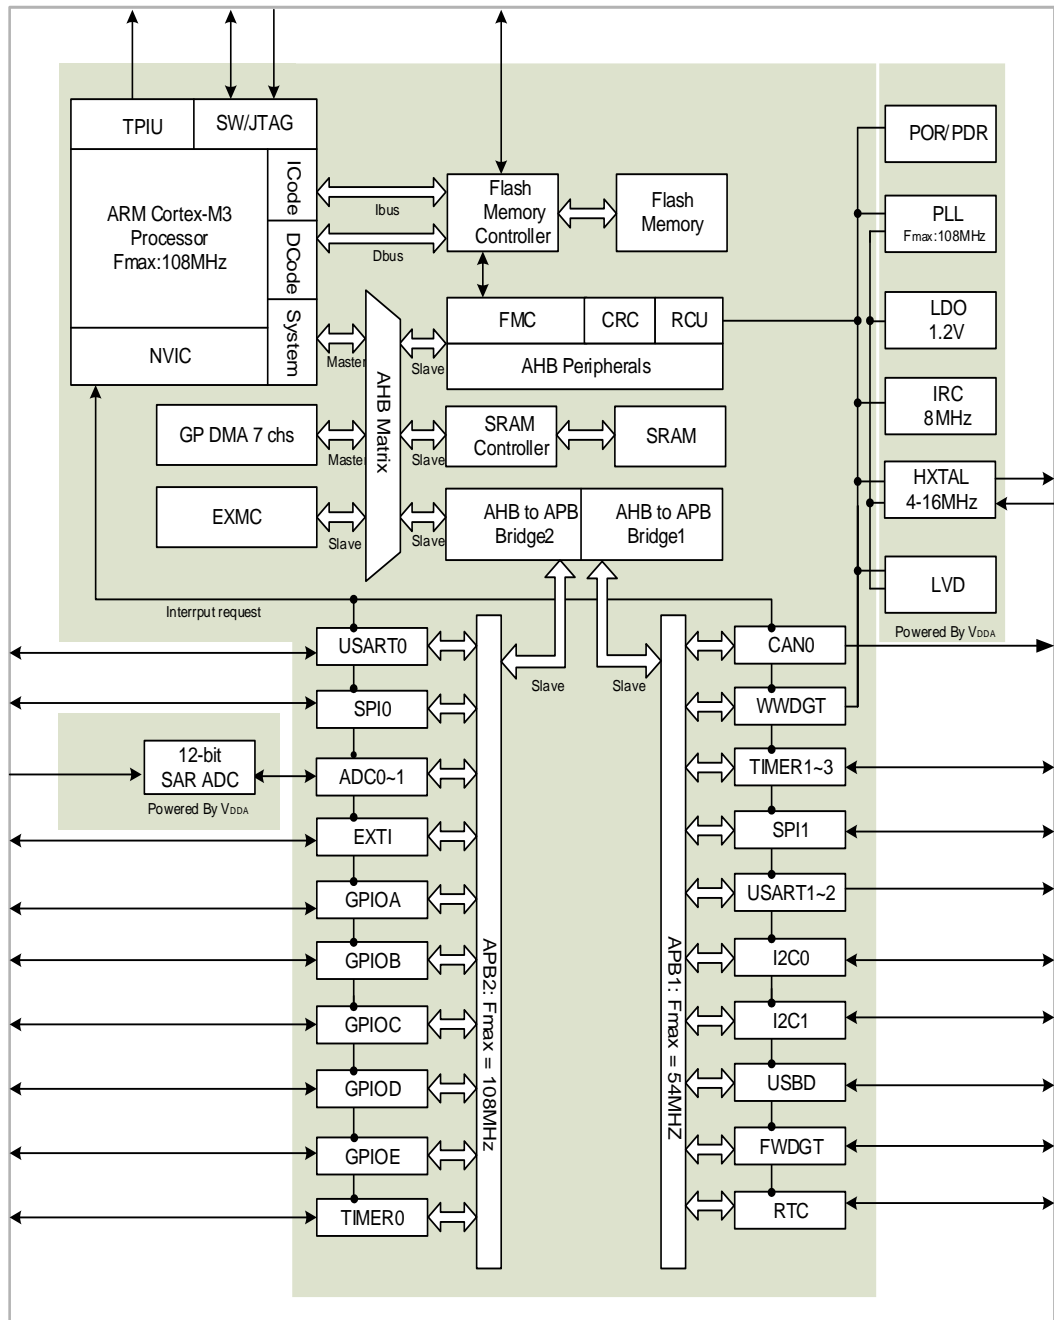 TPIU
SW/JTAG
POR/PDR
ICode
ARM Cortex-M3
Processor
Fmax:108MHz
Ibus
Flash
Memory
Controller
Flash
Memory
PLL
Fmax:108MHz
DCode
Dbus
System
NVIC
Master
AHB Matrix
Slave
FMC
CRC
RCU
AHB Peripherals
LDO
1.2V
IRC
8MHz
GP DMA 7 chs
Master
Slave
SRAM
Controller
SRAM
HXTAL
4-16MHz
EXMC
Slave
Slave
AHB to APB
Bridge2
AHB to APB
Bridge1
LVD
Powered By VDDA
Interrput request
USART0
SPI0
12-bit
SAR ADC
Powered By VDDA
ADC0~1
EXTI
GPIOA
GPIOB
GPIOC
GPIOD
GPIOE
TIMER0
APB2: Fmax = 108MHz
Slave
Slave
APB1: Fmax = 54MHZ
CAN0
WWDGT
TIMER1~3
SPI1
USART1~2
I2C0
I2C1
USBD
FWDGT
RTC